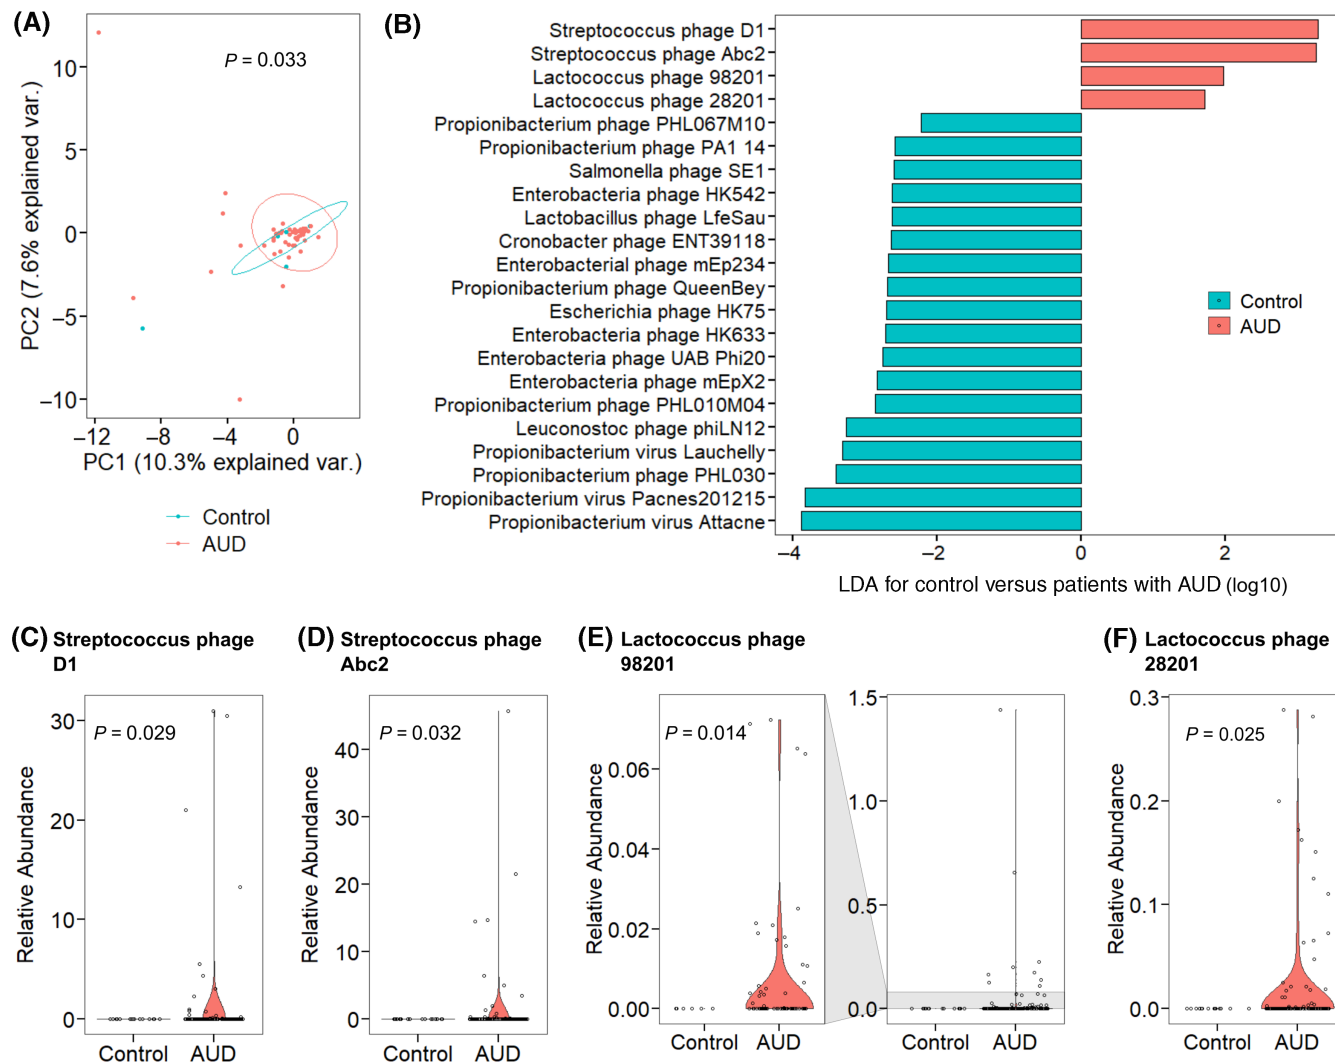 (A)
P = 0.033
10
5
0
−5
−10
PC2 (7.6% explained var.)
−12 −8 −4 0
PC1 (10.3% explained var.)
Control
AUD
(B)
Streptococcus phage D1
Streptococcus phage Abc2
Lactococcus phage 98201
Lactococcus phage 28201
Propionibacterium phage PHL067M10
Propionibacterium phage PA1 14
Salmonella phage SE1
Enterobacteria phage HK542
Lactobacillus phage LfeSau
Cronobacter phage ENT39118
Enterobacterial phage mEp234
Propionibacterium phage QueenBey
Escherichia phage HK75
Enterobacteria phage HK633
Enterobacteria phage UAB Phi20
Enterobacteria phage mEpX2
Propionibacterium phage PHL010M04
Leuconostoc phage phiLN12
Propionibacterium virus Lauchelly
Propionibacterium phage PHL030
Propionibacterium virus Pacnes201215
Propionibacterium virus Attacne
Control
AUD
−4 −2 0 2
LDA for control versus patients with AUD (log10)
(C) Streptococcus phage
D1
P = 0.029
30
20
10
0
Relative Abundance
Control AUD
(D) Streptococcus phage
Abc2
P = 0.032
40
30
20
10
0
Relative Abundance
Control AUD
(E) Lactococcus phage
98201
P = 0.014
0.06
0.04
0.02
0.00
Relative Abundance
Control AUD
1.5
1.0
0.5
0.0
Control AUD
(F) Lactococcus phage
28201
P = 0.025
0.3
0.2
0.1
0.0
Relative Abundance
Control AUD